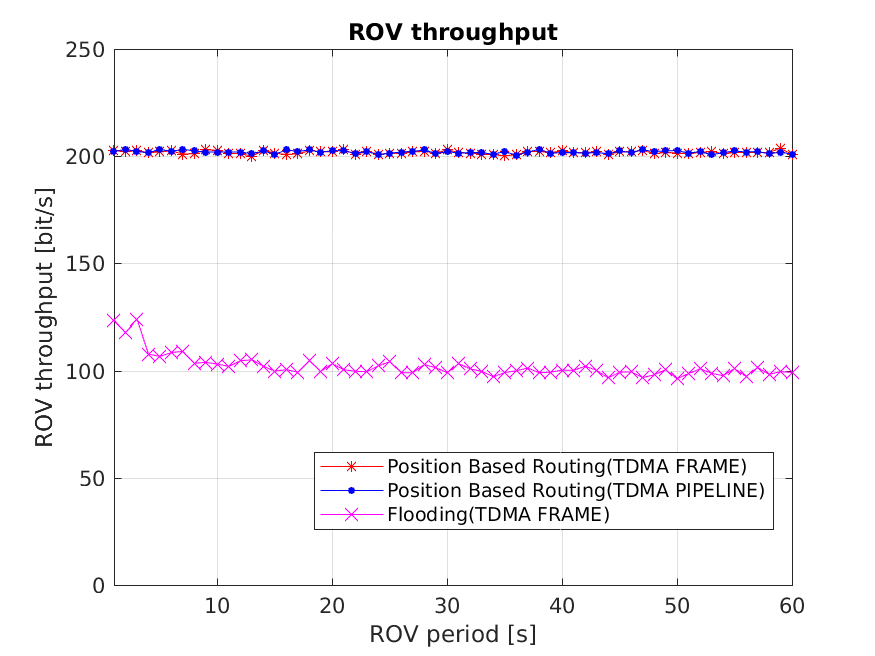 ROV throughput
250
200
150
100
50
0
ROV throughput [bit/s]
Position Based Routing(TDMA FRAME)
Position Based Routing(TDMA PIPELINE)
Flooding(TDMA FRAME)
10 20 30 40 50 60
ROV period [s]